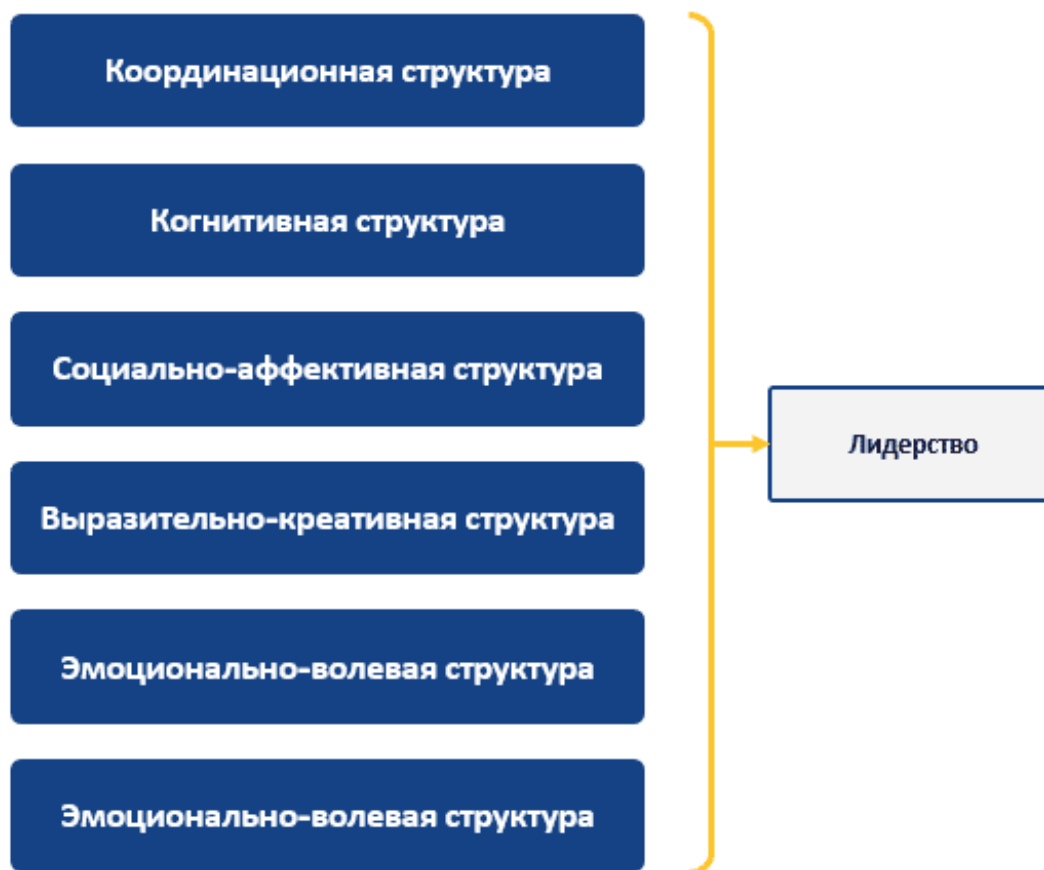 Координационная структура
Когнитивная структура
Социально-аффективная структура
Выразительно-креативная структура
Эмоционально-волевая структура
Эмоционально-волевая структура
Лидерство